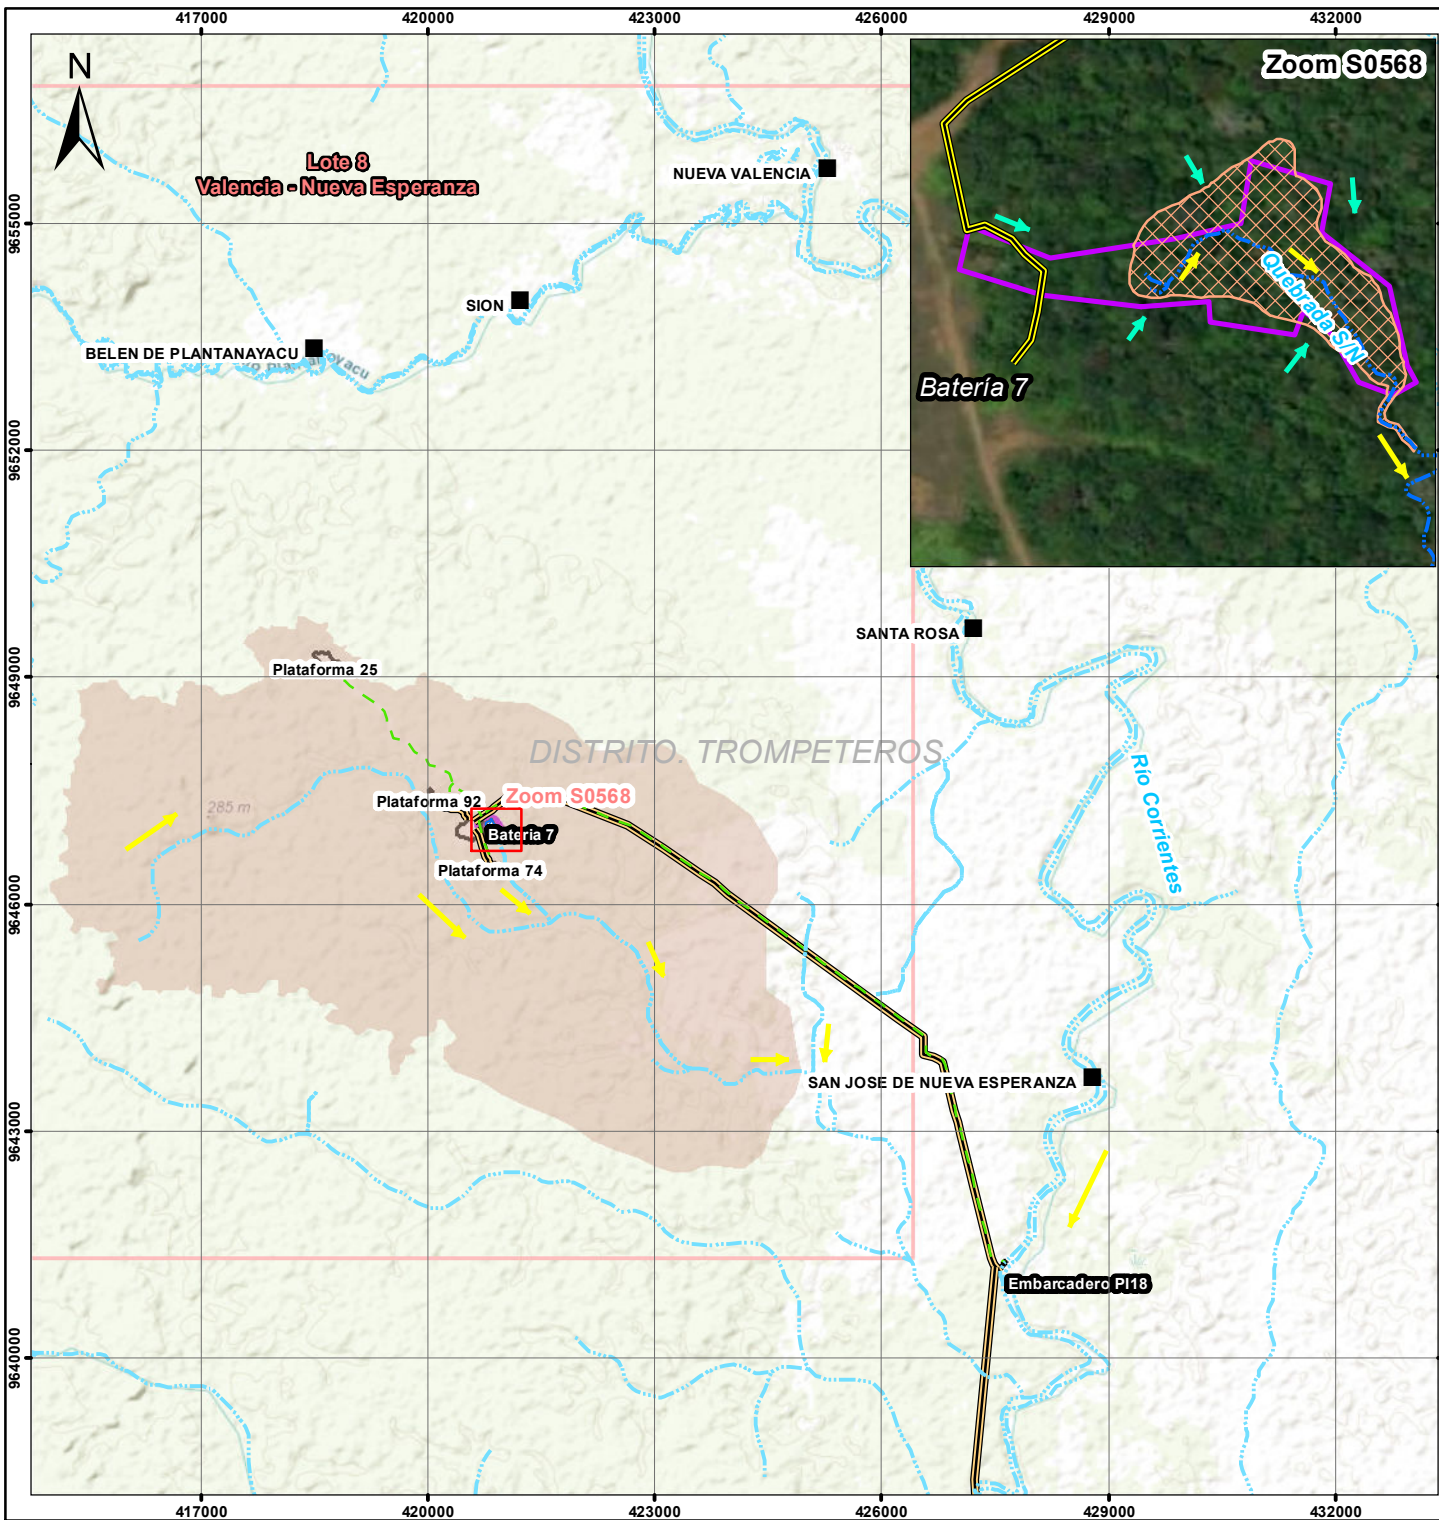 417000
420000
423000
426000
429000
432000
N
Zoom S0568
Lote 8
Valencia - Nueva Esperanza
NUEVA VALENCIA
9655000
SION
BELEN DE PLANTANAYACU
Quebrada S/N
Batería 7
9652000
SANTA ROSA
9649000
Plataforma 25
DISTRITO. TROMPETEROS
Río Corrientes
285 m
Plataforma 92
Zoom S0568
Batería 7
Plataforma 74
9646000
SAN JOSE DE NUEVA ESPERANZA
9643000
Embarcadero PI18
9640000
417000
420000
423000
426000
429000
432000